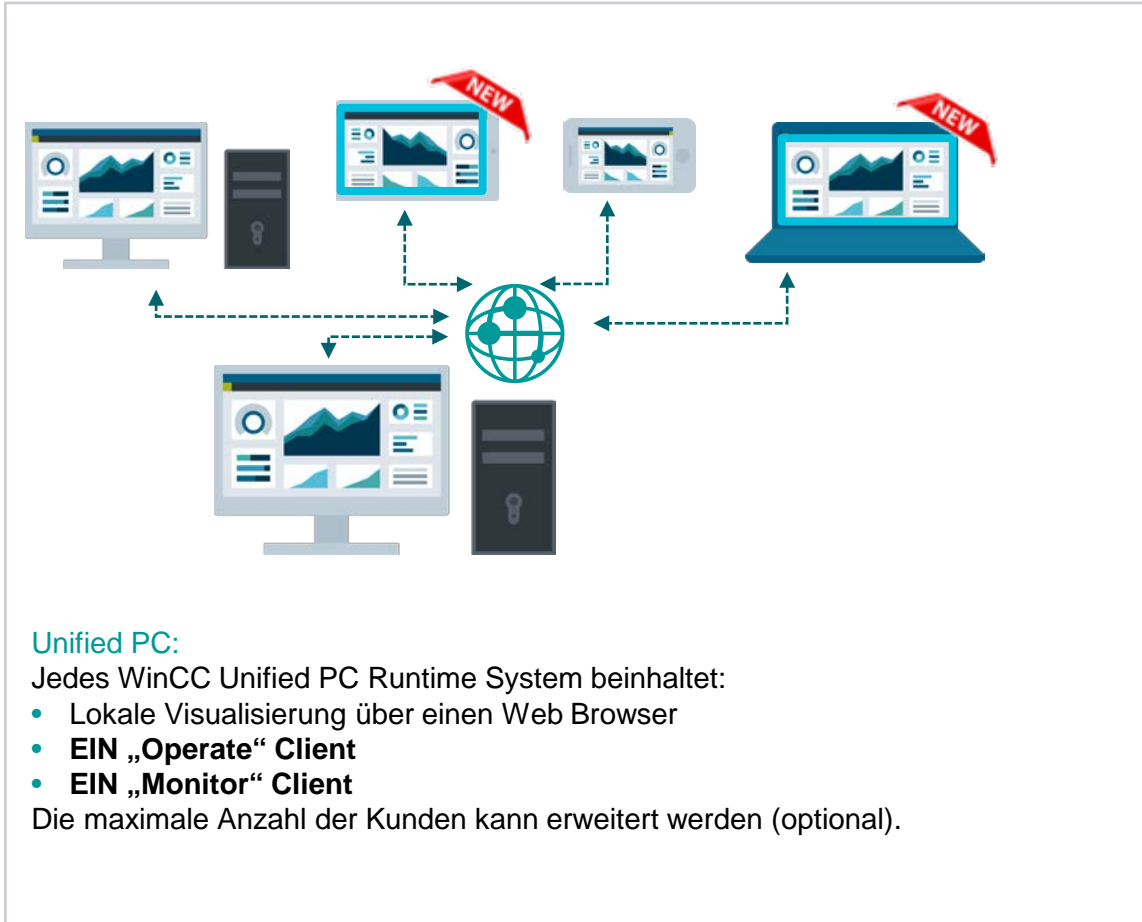 NEW
NEW
Unified PC:
Jedes WinCC Unified PC Runtime System beinhaltet:
• Lokale Visualisierung über einen Web Browser
• EIN „Operate“ Client
• EIN „Monitor“ Client
Die maximale Anzahl der Kunden kann erweitert werden (optional).